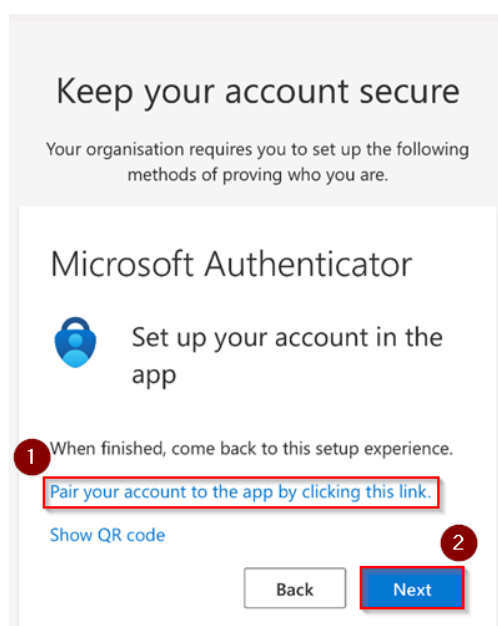 Keep your account secure
Your organisation requires you to set up the following
methods of proving who you are.
Microsoft Authenticator
Set up your account in the
app
1
When finished, come back to this setup experience.
Pair your account to the app by clicking this link.
Show QR code
2
Back
Next